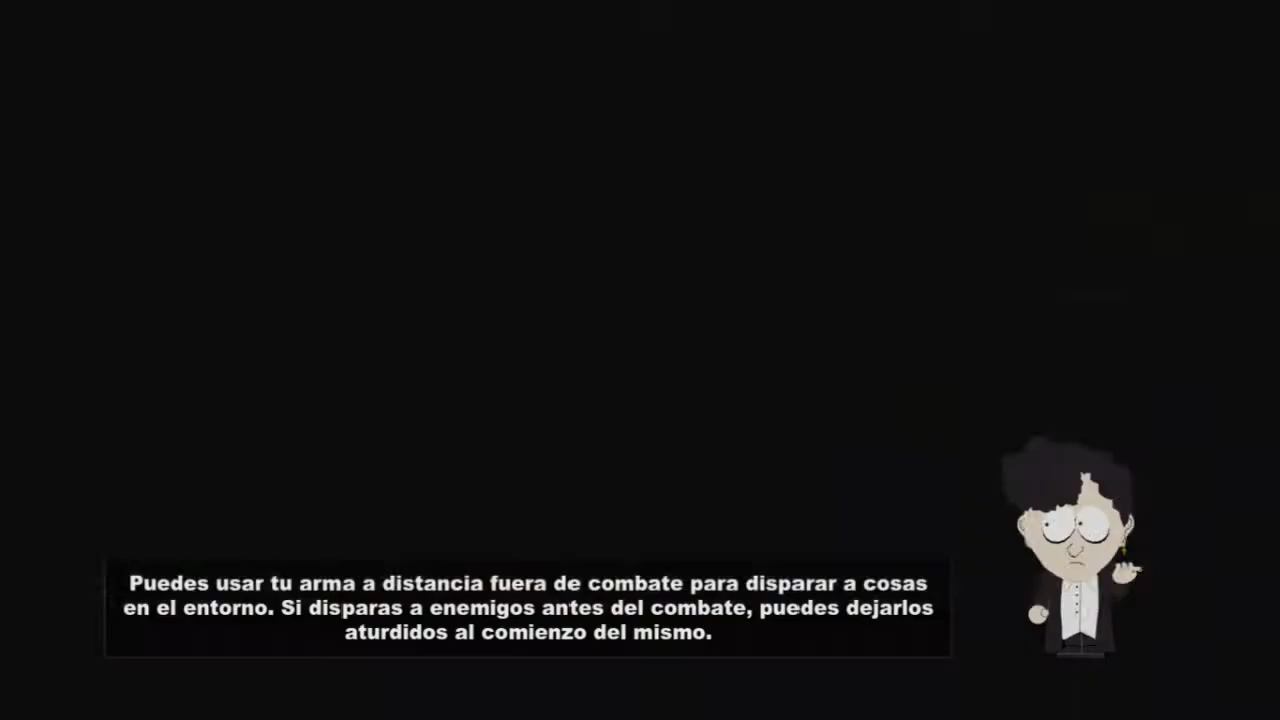 Puedes usar tu arma a distancia fuera de combate para disparar a cosas
en el entorno. Si disparas a enemigos antes del combate, puedes dejarlos
aturdidos al comienzo del mismo.